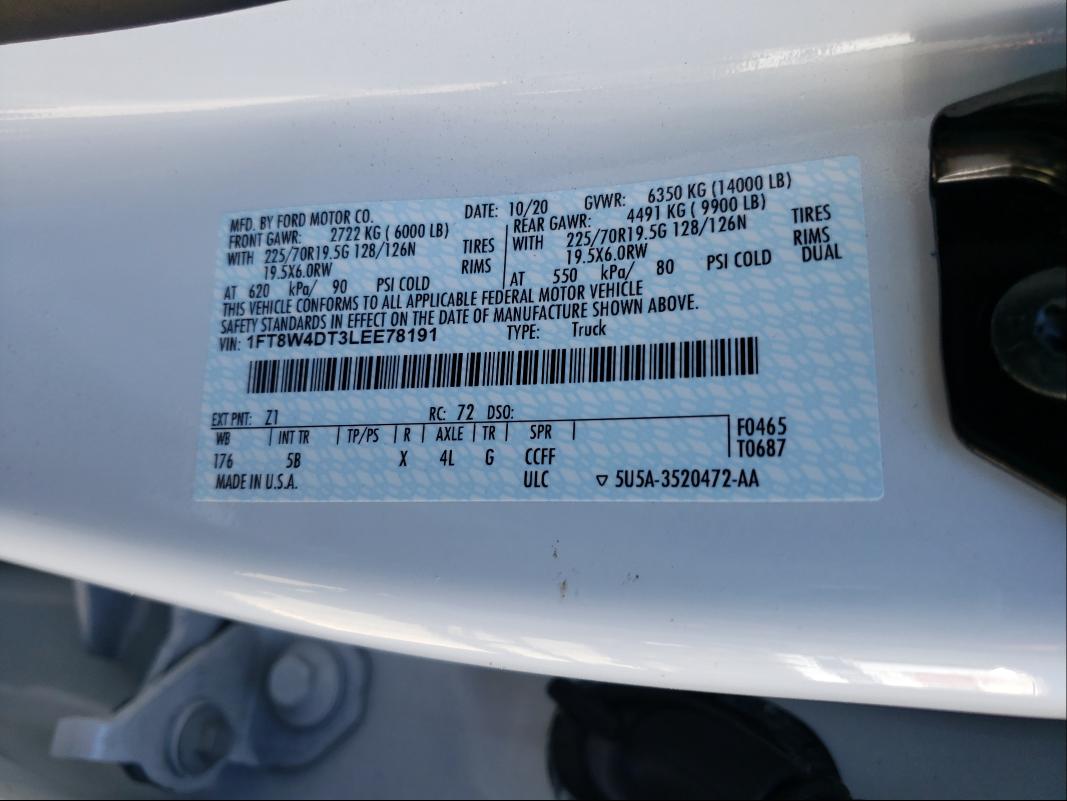 MFD. BY FORD MOTOR CO. DATE: 10/20 GVWR: 6350 KG (14000 LB)
FRONT GAWR: 2722 KG ( 6000 LB) REAR GAWR: 4491 KG ( 9900 LB)
WITH 225/70R19.5G 128/126N TIRES WITH 225/70R19.5G 128/126N TIRES
19.5X6.0RW RIMS 19.5X6.0RW RIMS
AT 620 kPa/ 90 PSI COLD AT 550 kPa/ 80 PSI COLD DUAL
THIS VEHICLE CONFORMS TO ALL APPLICABLE FEDERAL MOTOR VEHICLE
SAFETY STANDARDS IN EFFECT ON THE DATE OF MANUFACTURE SHOWN ABOVE.
VIN: 1FT8W4DT3LEE78191 TYPE: Truck
EXT PNT: Z1 RC: 72 DSO:
WB INT TR TP/PS R AXLE TR SPR F0465
176 5B X 4L G CCFF T0687
MADE IN U.S.A. ULC ▽ 5U5A-3520472-AA